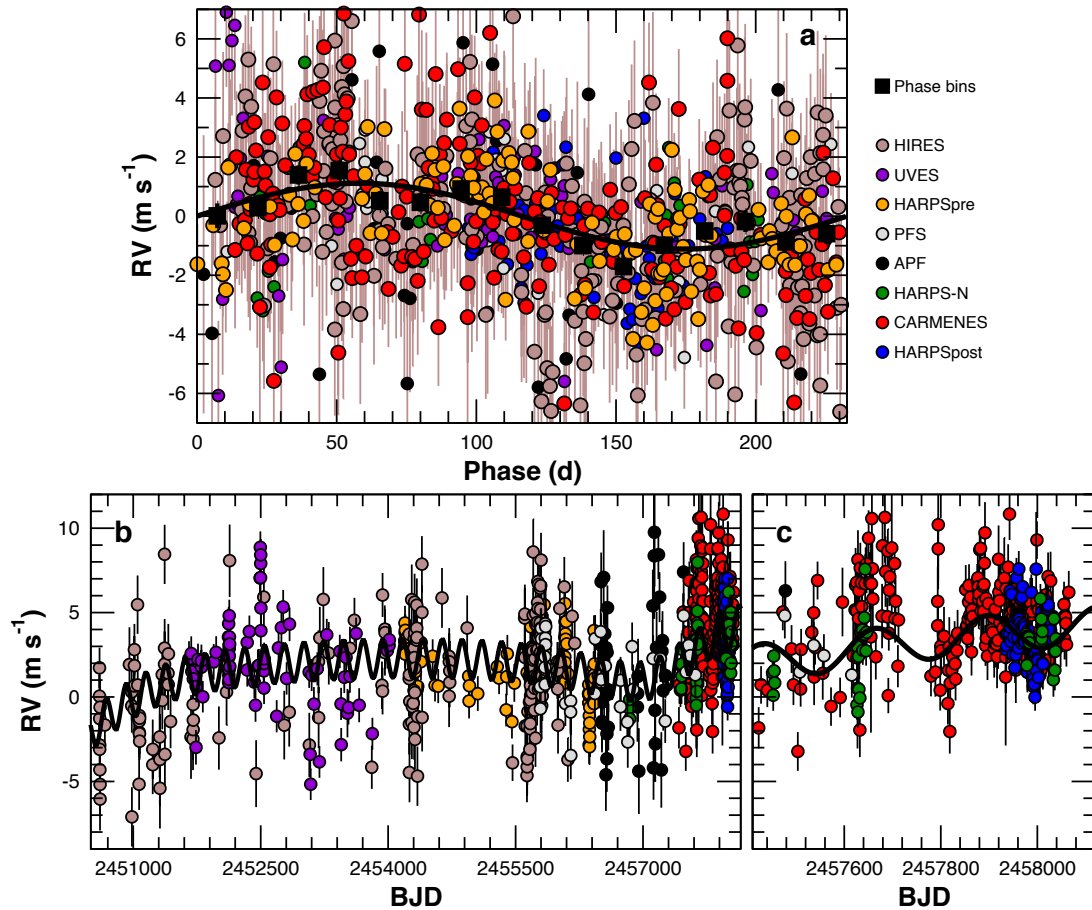 a
6
4
2
0
-2
-4
-6
RV (m s⁻¹)
0
50
100
150
200
Phase (d)
Phase bins
HIRES
UVES
HARPSpre
PFS
APF
HARPS-N
CARMENES
HARPSpost
b
10
5
0
-5
RV (m s⁻¹)
2451000
2452500
2454000
2455500
2457000
BJD
c
2457600
2457800
2458000
BJD